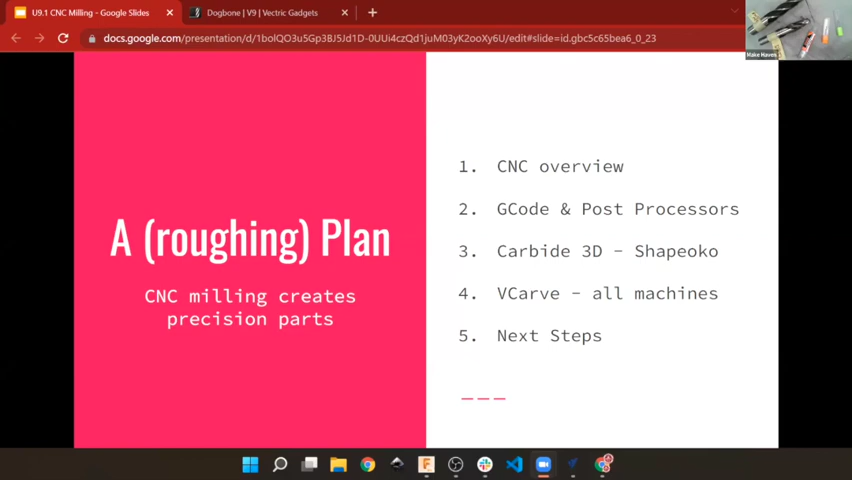 U9.1 CNC Milling - Google Slides
Dogbone | V9 | Vectric Gadgets
docs.google.com/presentation/d/1bolQO3u5Gp3BJ5Jd1D-0UUi4czQd1juM03yK2ooXy6U/edit#slide=id.gbc5c65bea6_0_23
Make Haven
A (roughing) Plan
CNC milling creates
precision parts
1. CNC overview
2. GCode & Post Processors
3. Carbide 3D - Shapeoko
4. VCarve - all machines
5. Next Steps